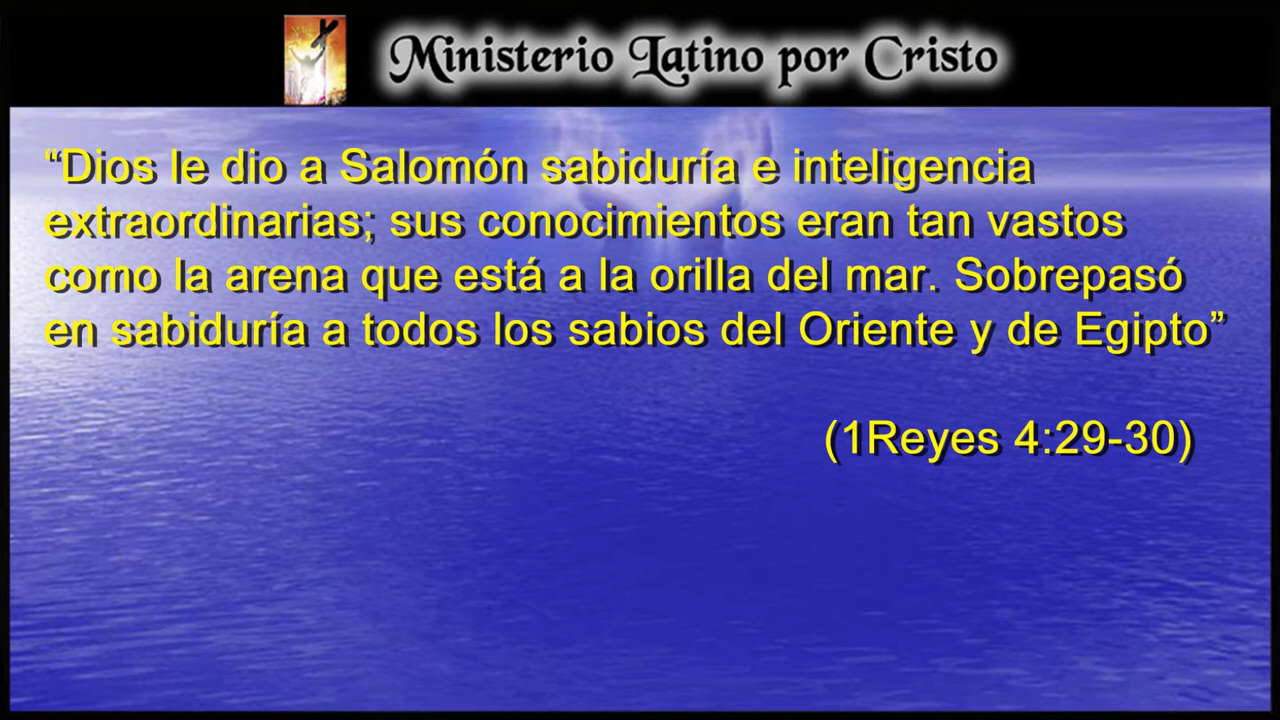 Ministerio Latino por Cristo
“Dios le dio a Salomón sabiduría e inteligencia
extraordinarias; sus conocimientos eran tan vastos
como la arena que está a la orilla del mar. Sobrepasó
en sabiduría a todos los sabios del Oriente y de Egipto”
(1Reyes 4:29-30)